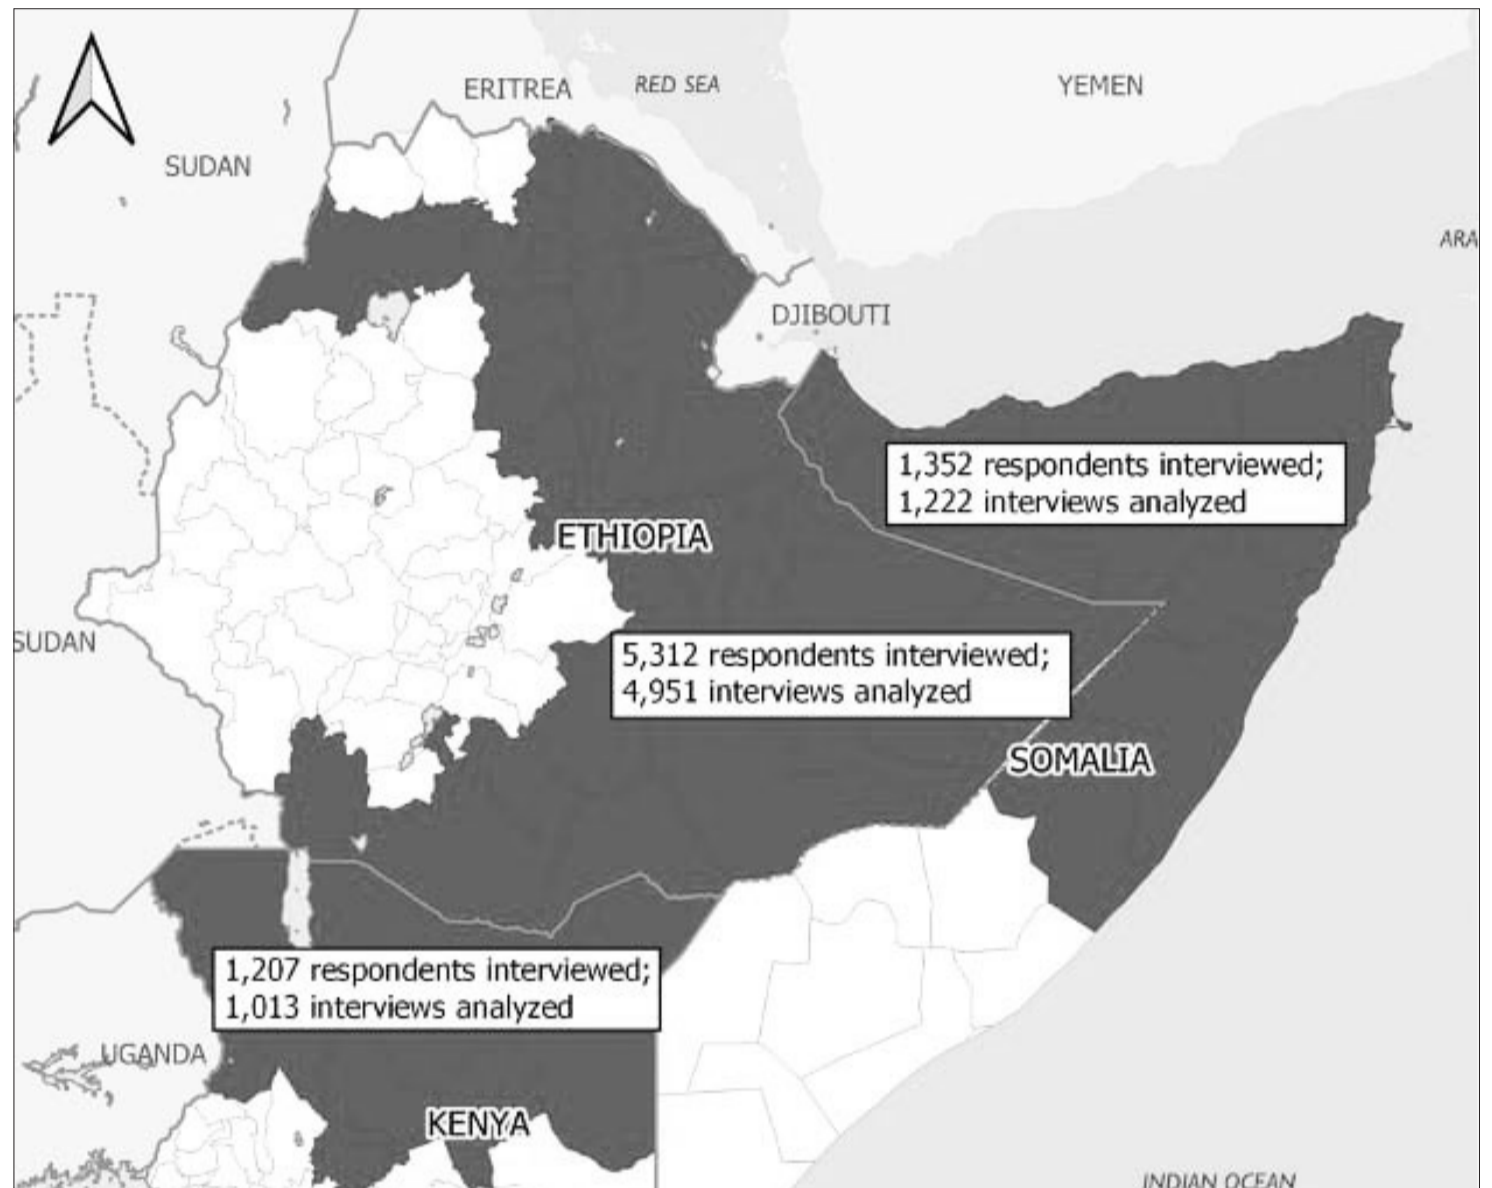 ERITREA
RED SEA
YEMEN
SUDAN
ARA
DJIBOUTI
1,352 respondents interviewed;
1,222 interviews analyzed
ETHIOPIA
SUDAN
5,312 respondents interviewed;
4,951 interviews analyzed
SOMALIA
1,207 respondents interviewed;
1,013 interviews analyzed
UGANDA
KENYA
INDIAN OCEAN